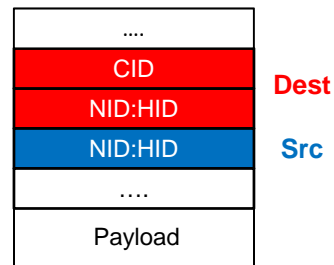 ....
CID
Dest
NID:HID
NID:HID
Src
....
Payload